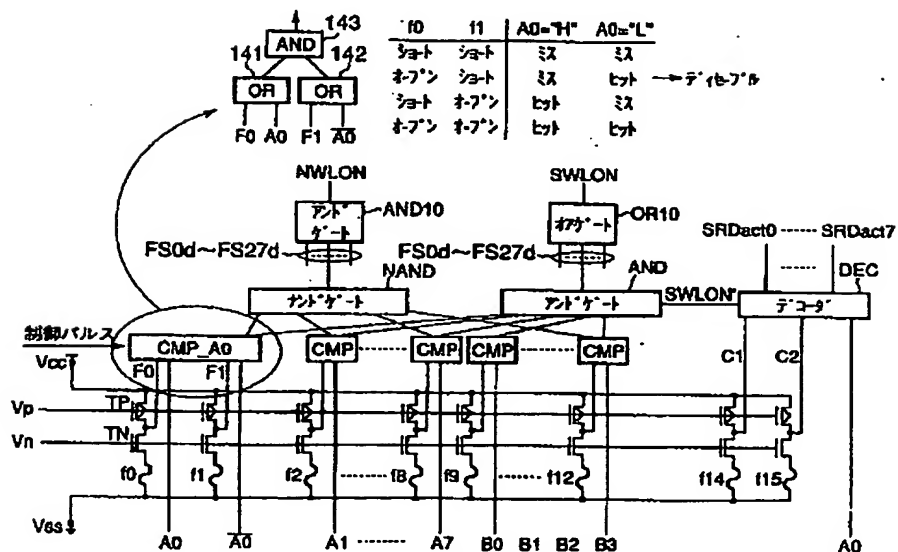 143
AND
141 142
OR OR
F0 A0 F1 A̅0̅
f0 f1 A0="H" A0="L"
ショート ショート ミス ミス
オープン ショート ミス ヒット → ディセーブル
ショート オープン ヒット ミス
オープン オープン ヒット ヒット
NWLON SWLON
アンドゲート AND10 オアゲート OR10
FS0d~FS27d FS0d~FS27d
SRDact0 ------ SRDact7
NAND AND DEC
ナンドゲート アンドゲート SWLON" デコーダ
制御パルス
CMP_A0 CMP ------ CMP CMP ------ CMP
Vcc F0 F1 C1 C2
Vp TP
Vn TN
f0 f1 f2 ------ f8 f9 ------ f12 f14 f15
Vss
A0 A̅0̅ A1 ------ A7 B0 B1 B2 B3 A0